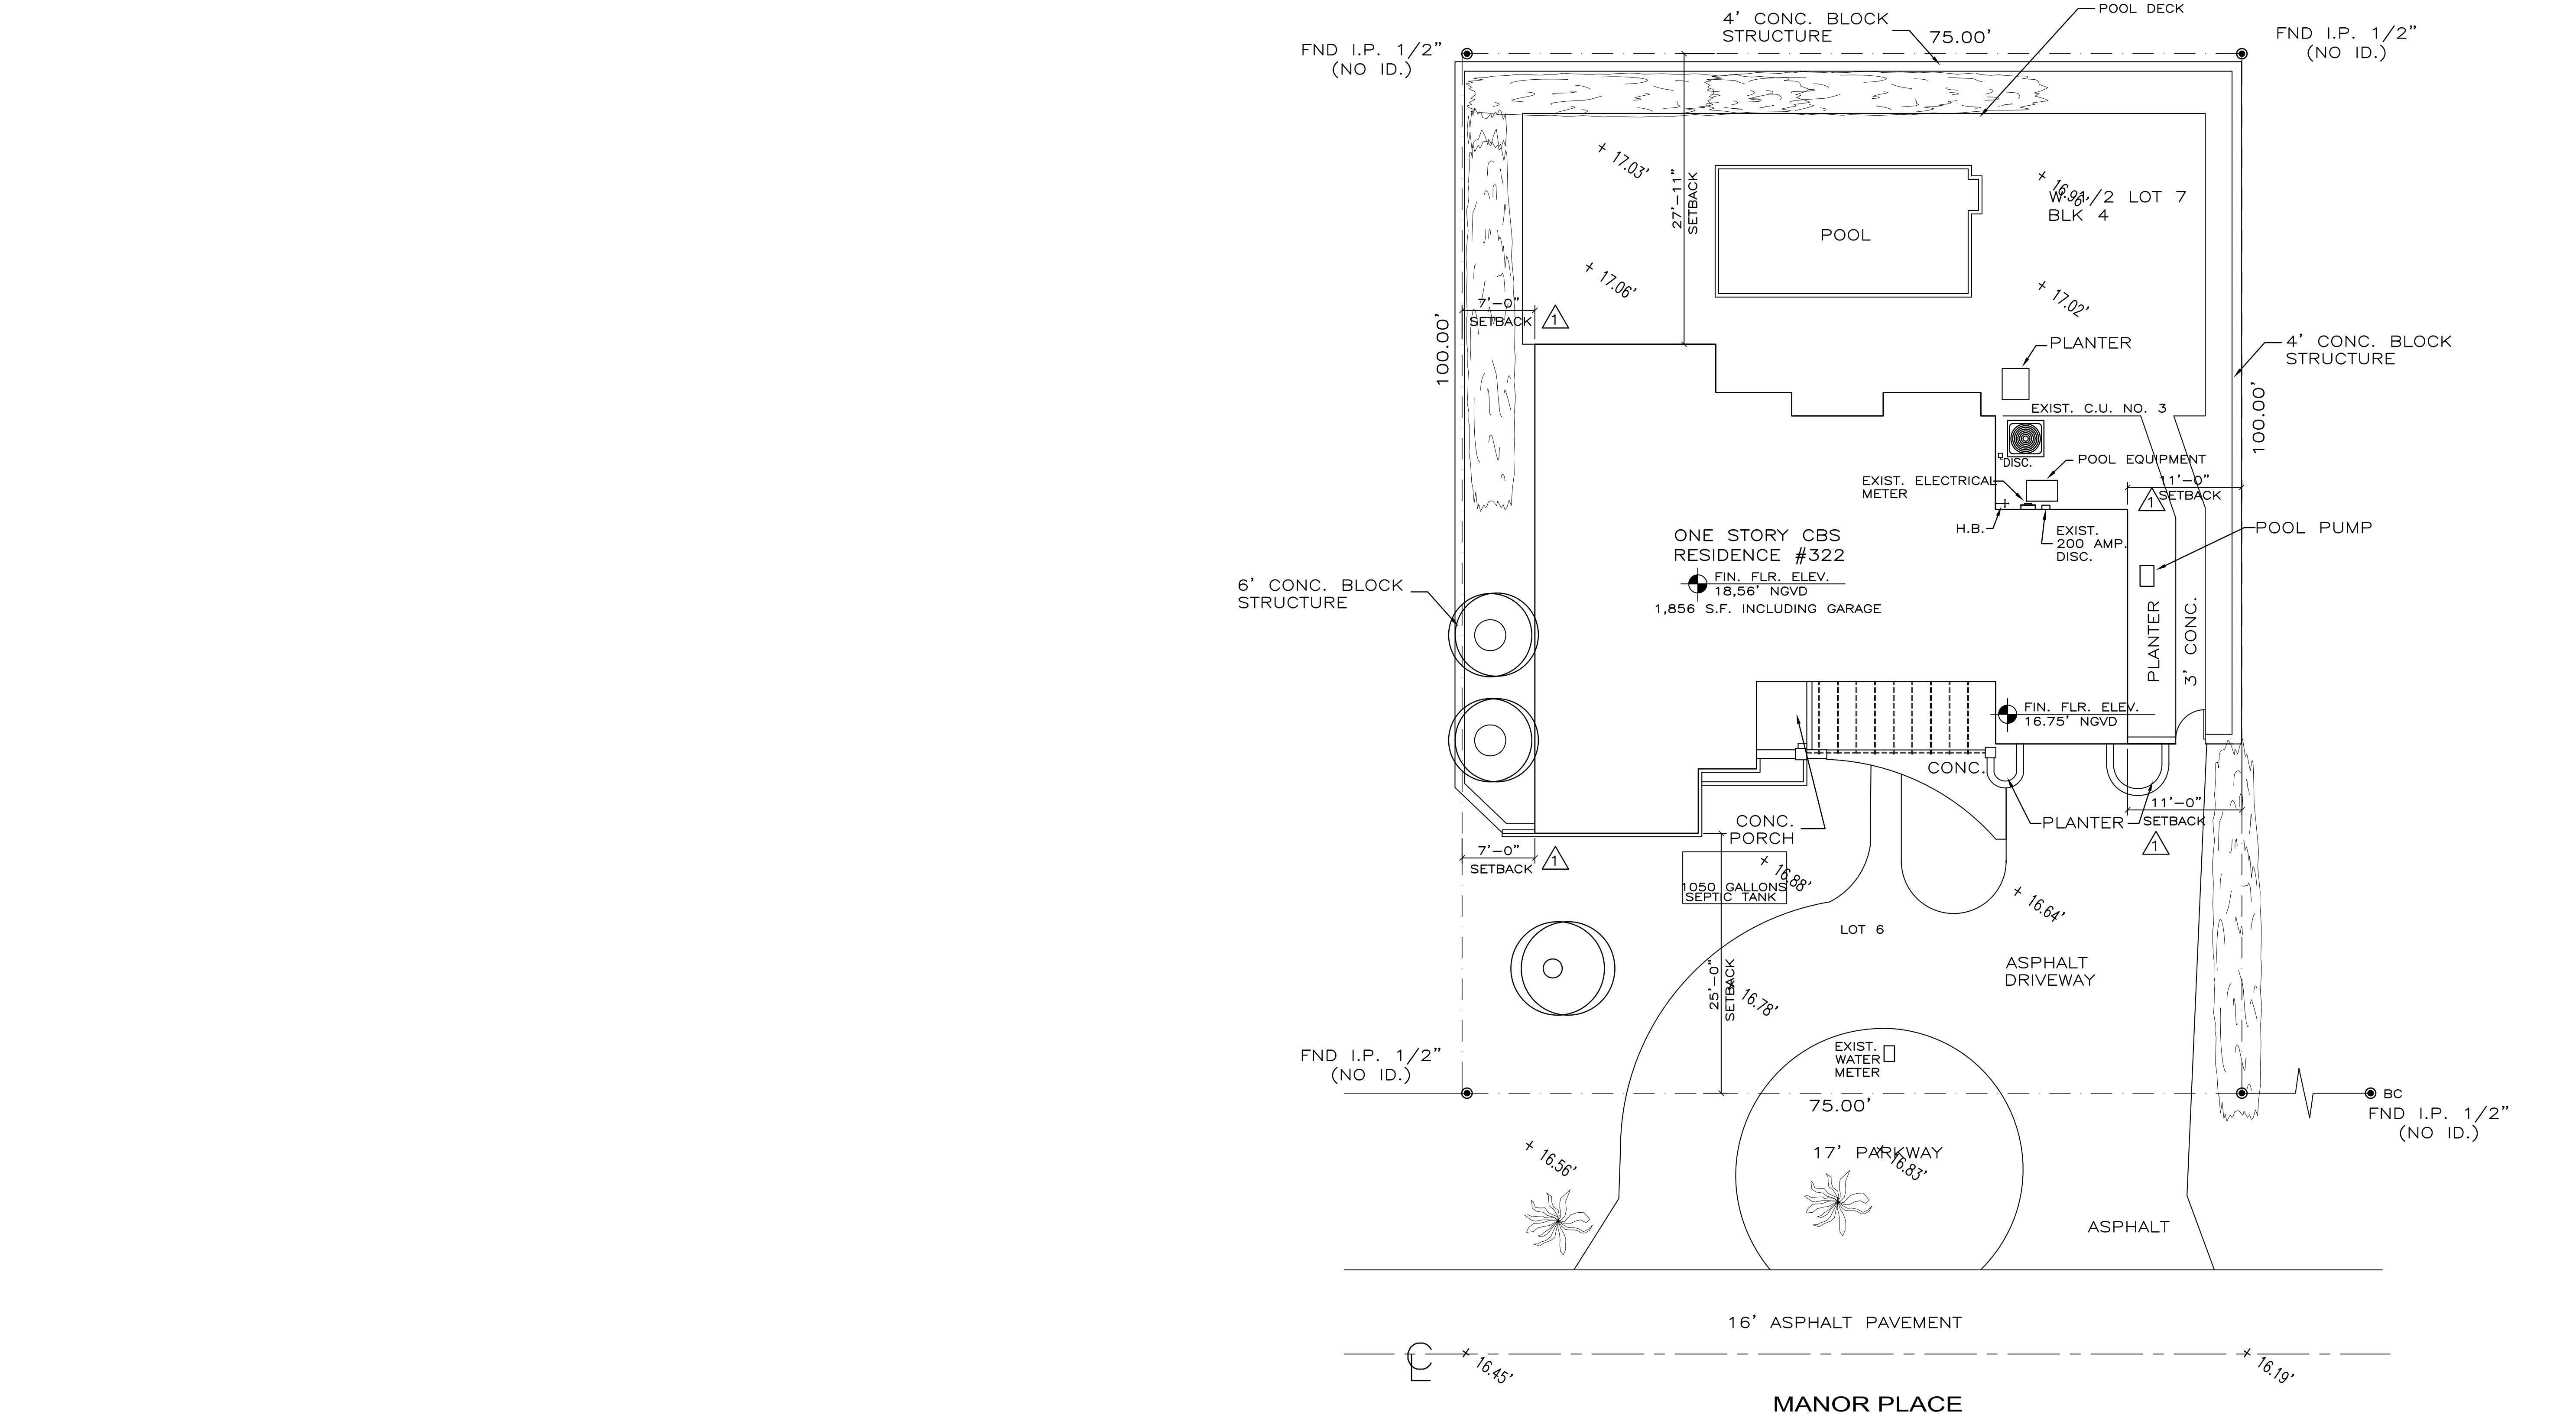 POOL DECK
4' CONC. BLOCK
STRUCTURE
75.00'
FND I.P. 1/2"
(NO ID.)
FND I.P. 1/2"
(NO ID.)
17.03'
16.96'
W 1/2 LOT 7
BLK 4
27'-11"
SETBACK
POOL
17.06'
17.02'
7'-0"
SETBACK
1
100.00'
PLANTER
4' CONC. BLOCK
STRUCTURE
EXIST. C.U. NO. 3
100.00'
DISC.
POOL EQUIPMENT
EXIST. ELECTRICAL
METER
11'-0"
SETBACK
1
H.B.
EXIST.
200 AMP.
DISC.
POOL PUMP
ONE STORY CBS
RESIDENCE #322
FIN. FLR. ELEV.
18,56' NGVD
1,856 S.F. INCLUDING GARAGE
6' CONC. BLOCK
STRUCTURE
PLANTER
3' CONC.
FIN. FLR. ELEV.
16.75' NGVD
CONC.
11'-0"
SETBACK
1
PLANTER
CONC.
PORCH
7'-0"
SETBACK
1
16.88'
1050 GALLONS
SEPTIC TANK
16.64'
LOT 6
ASPHALT
DRIVEWAY
25'-0"
SETBACK
16.78'
EXIST.
WATER
METER
FND I.P. 1/2"
(NO ID.)
75.00'
BC
FND I.P. 1/2"
(NO ID.)
17' PARKWAY
16.56'
16.83'
ASPHALT
16' ASPHALT PAVEMENT
CL
16.45'
16.19'
MANOR PLACE